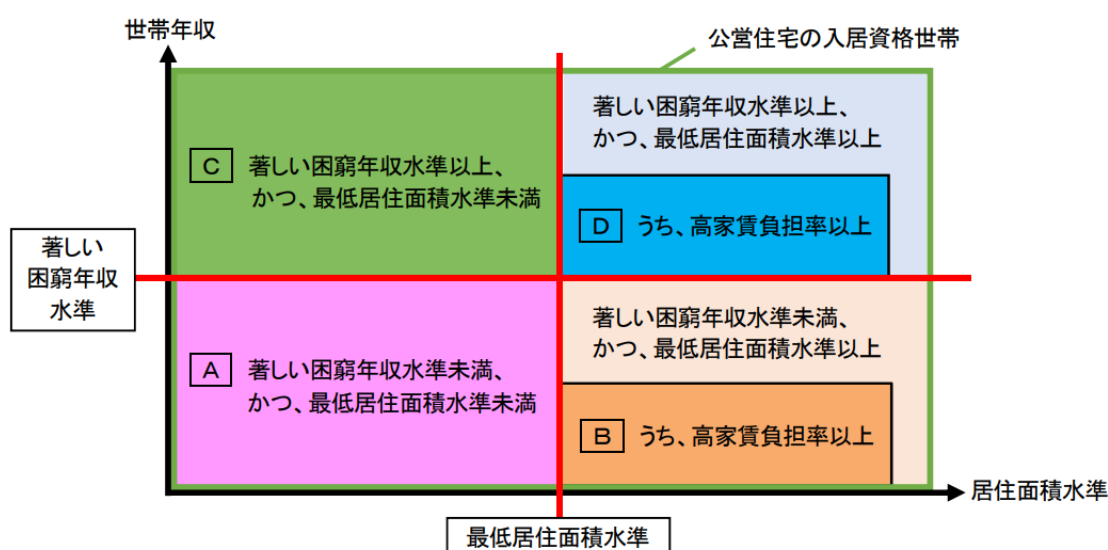 世帯年収
公営住宅の入居資格世帯
著しい困窮年収水準以上、
かつ、最低居住面積水準以上
C 著しい困窮年収水準以上、
かつ、最低居住面積水準未満
D うち、高家賃負担率以上
著しい
困窮年収
水準
著しい困窮年収水準未満、
かつ、最低居住面積水準以上
A 著しい困窮年収水準未満、
かつ、最低居住面積水準未満
B うち、高家賃負担率以上
居住面積水準
最低居住面積水準